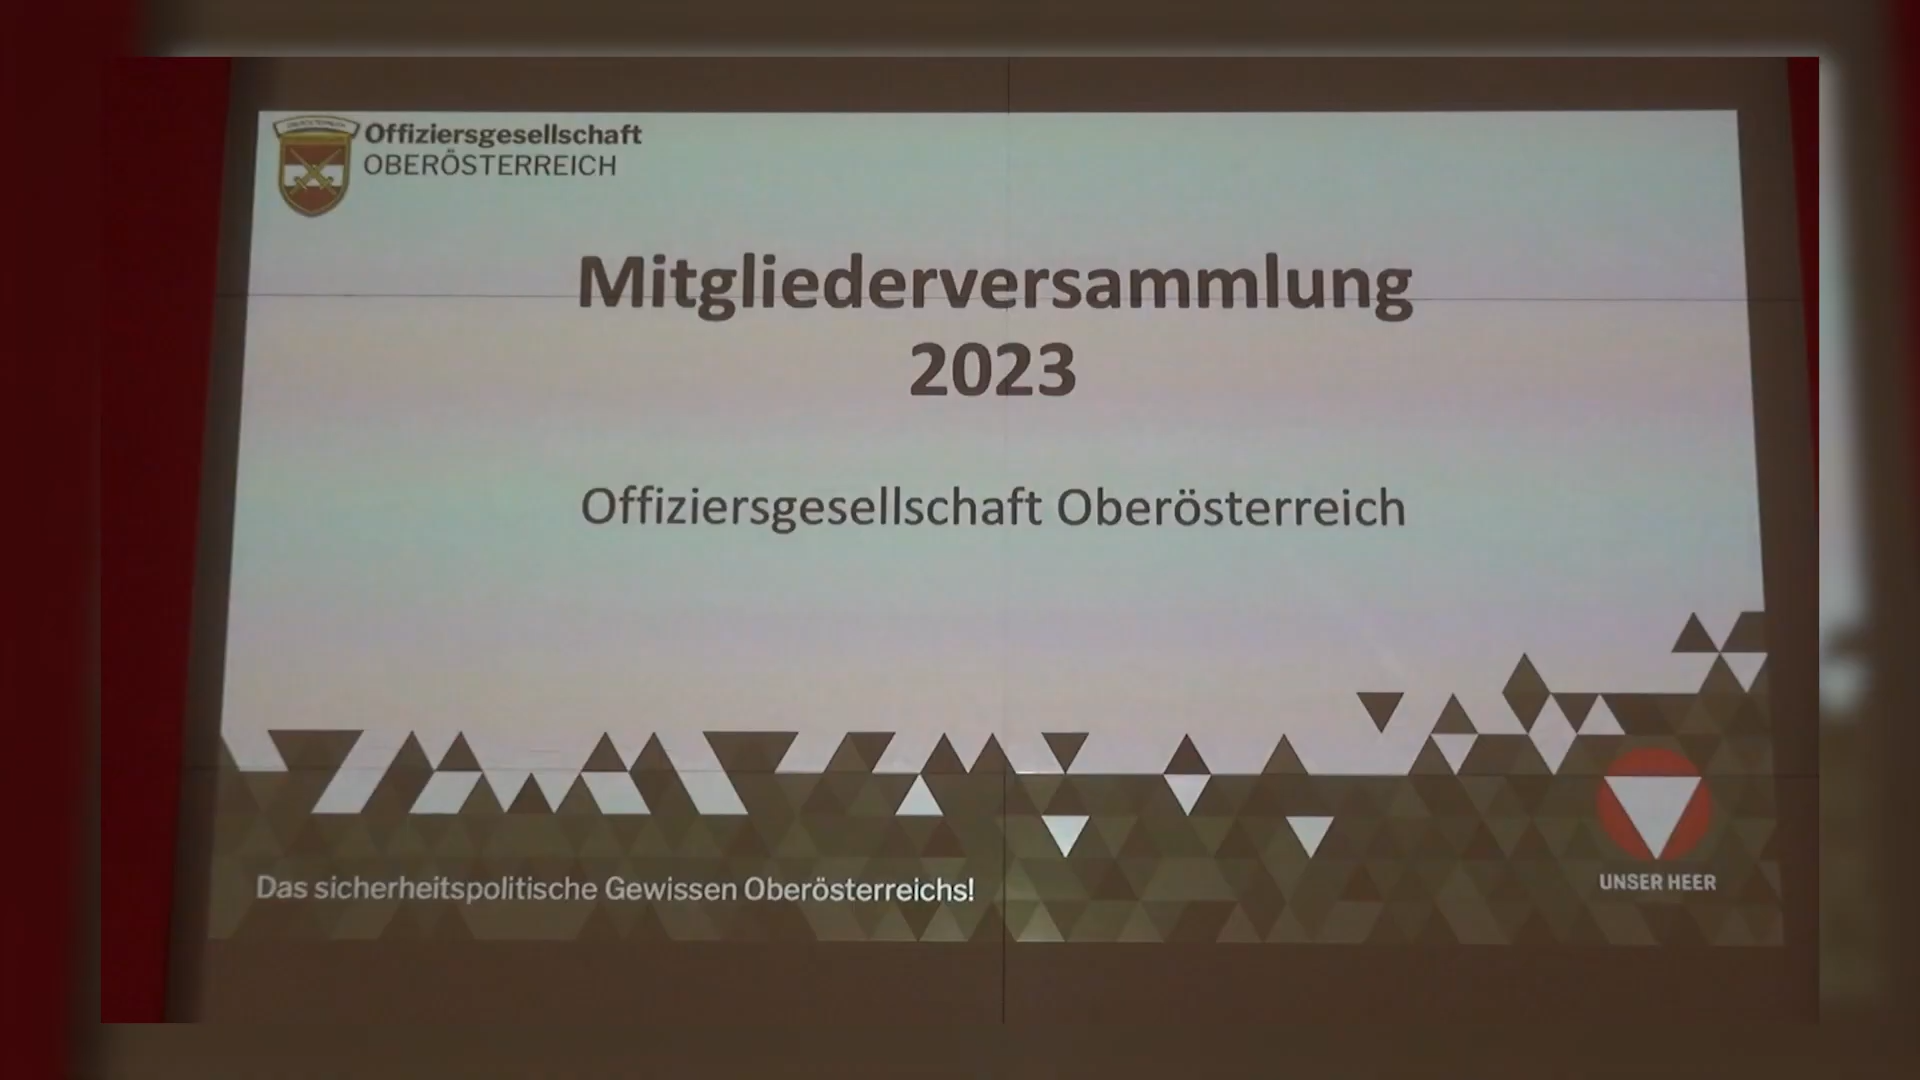 Offiziersgesellschaft
OBERÖSTERREICH
Mitgliederversammlung
2023
Offiziersgesellschaft Oberösterreich
Das sicherheitspolitische Gewissen Oberösterreichs!
UNSER HEER